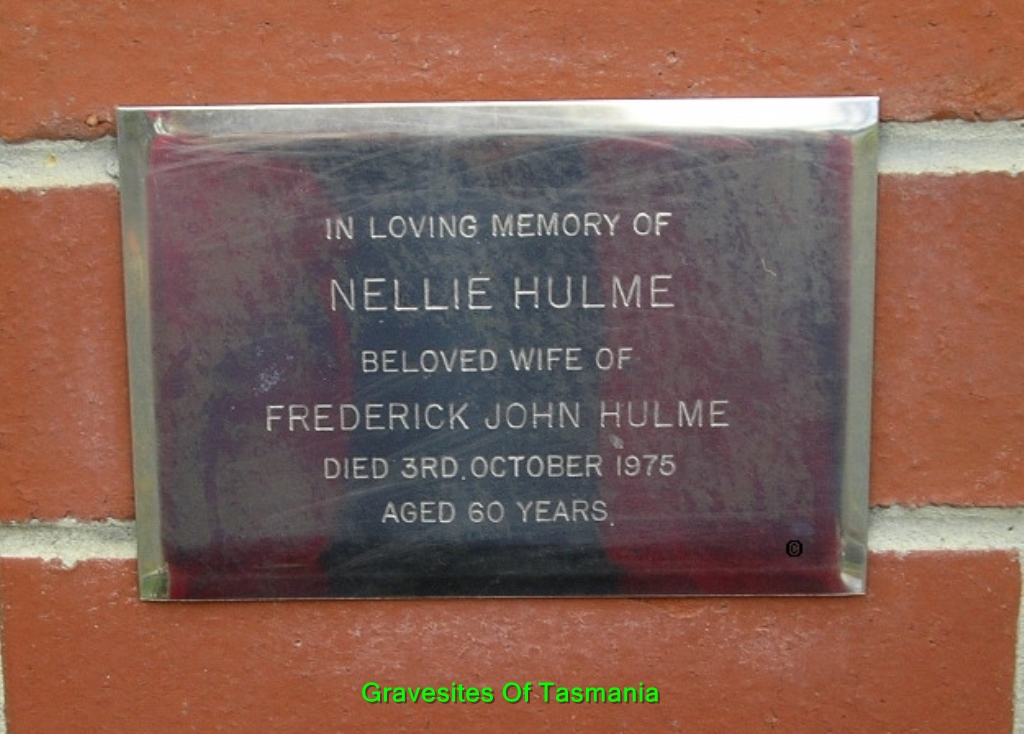 IN LOVING MEMORY OF
NELLIE HULME
BELOVED WIFE OF
FREDERICK JOHN HULME
DIED 3RD. OCTOBER 1975
AGED 60 YEARS.
©
Gravesites Of Tasmania